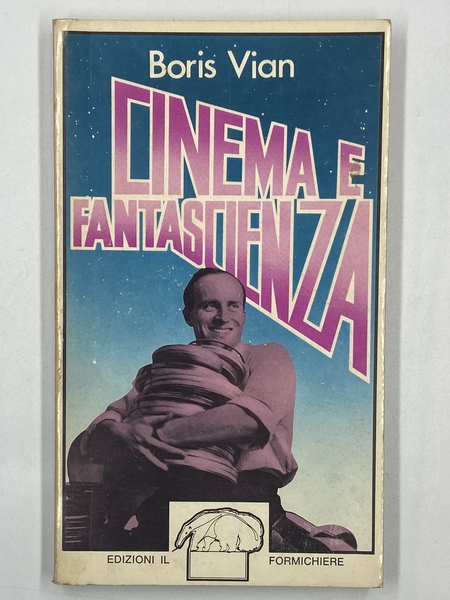 Boris Vian
CINEMA E
FANTASCIENZA
EDIZIONI IL FORMICHIERE